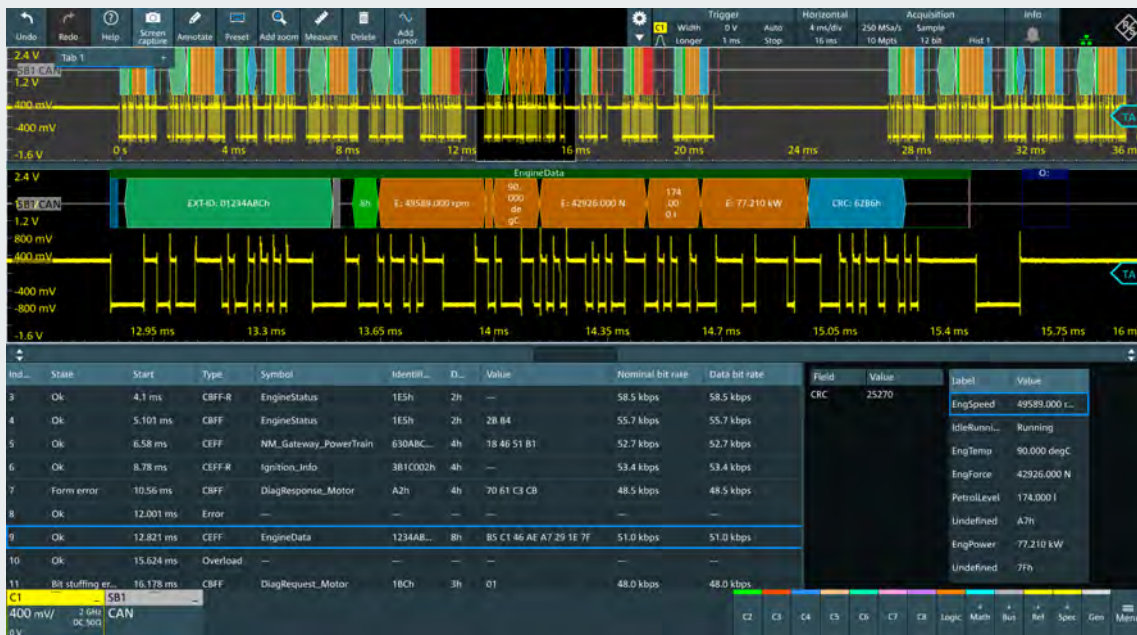 Undo
Redo
Help
Screen capture
Annotate
Preset
Add zoom
Measure
Delete
Add cursor
C1
Trigger
Width 0 V Auto
Longer 1 ms Stop
Horizontal
4 ms/div
16 ms
Acquisition
250 MSa/s Sample
10 Mpts 12 bit Hist 1
Info
Tab 1
2.4 V
SB1 CAN
1.2 V
400 mV
-400 mV
-1.6 V
0 s 4 ms 8 ms 12 ms 16 ms 20 ms 24 ms 28 ms 32 ms 36 m
TA
2.4 V
EngineData
SB1 CAN
EXT-ID: 01234ABCh
8h
E: 49589.000 rpm
90.
000
de
gC
E: 42926.000 N
174
.00
0 l
E: 77.210 kW
CRC: 62B6h
O:
1.2 V
800 mV
400 mV
-400 mV
-800 mV
-1.6 V
TA
12.95 ms 13.3 ms 13.65 ms 14 ms 14.35 ms 14.7 ms 15.05 ms 15.4 ms 15.75 ms 16 m
Ind... State Start Type Symbol Identifi... D... Value Nominal bit rate Data bit rate
3 Ok 4.1 ms CBFF-R EngineStatus 1E5h 2h — 58.5 kbps 58.5 kbps
4 Ok 5.101 ms CBFF EngineStatus 1E5h 2h 2B B4 55.7 kbps 55.7 kbps
5 Ok 6.58 ms CEFF NM_Gateway_PowerTrain 630ABC... 4h 18 46 51 B1 52.7 kbps 52.7 kbps
6 Ok 8.78 ms CEFF-R Ignition_Info 3B1C002h 4h — 53.4 kbps 53.4 kbps
7 Form error 10.56 ms CBFF DiagResponse_Motor A2h 4h 70 61 C3 CB 48.5 kbps 48.5 kbps
8 Ok 12.001 ms Error — — — — — —
9 Ok 12.821 ms CEFF EngineData 1234AB... 8h B5 C1 46 AE A7 29 1E 7F 51.0 kbps 51.0 kbps
10 Ok 15.624 ms Overload — — — — — —
11 Bit stuffing er... 16.178 ms CBFF DiagRequest_Motor 1BCh 3h 01 48.0 kbps 48.0 kbps
Field Value
CRC 25270
Label Value
EngSpeed 49589.000 r...
IdleRunni... Running
EngTemp 90.000 degC
EngForce 42926.000 N
PetrolLevel 174.000 l
Undefined A7h
EngPower 77.210 kW
Undefined 7Fh
C1
400 mV/ 2 GHz
DC 50Ω
0 V
SB1
CAN
C2 C3 C4 C5 C6 C7 C8 Logic Math Bus Ref Spec Gen Menu